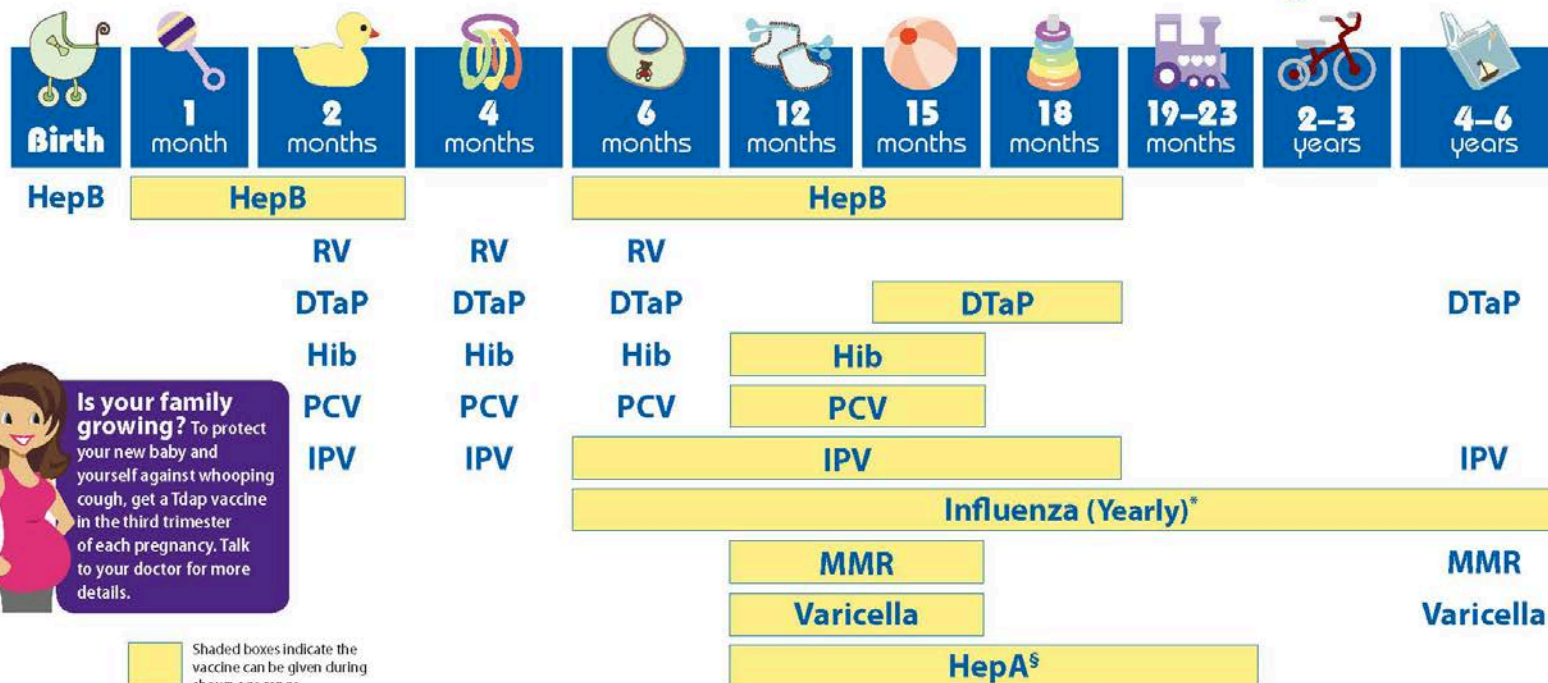 Birth
1 month
2 months
4 months
6 months
12 months
15 months
18 months
19–23 months
2–3 years
4–6 years
HepB HepB HepB
RV RV RV
DTaP DTaP DTaP DTaP DTaP
Hib Hib Hib Hib
PCV PCV PCV PCV
IPV IPV IPV IPV
Influenza (Yearly)*
MMR MMR
Varicella Varicella
HepA§
Is your family
growing? To protect
your new baby and
yourself against whooping
cough, get a Tdap vaccine
in the third trimester
of each pregnancy. Talk
to your doctor for more
details.
Shaded boxes indicate the
vaccine can be given during